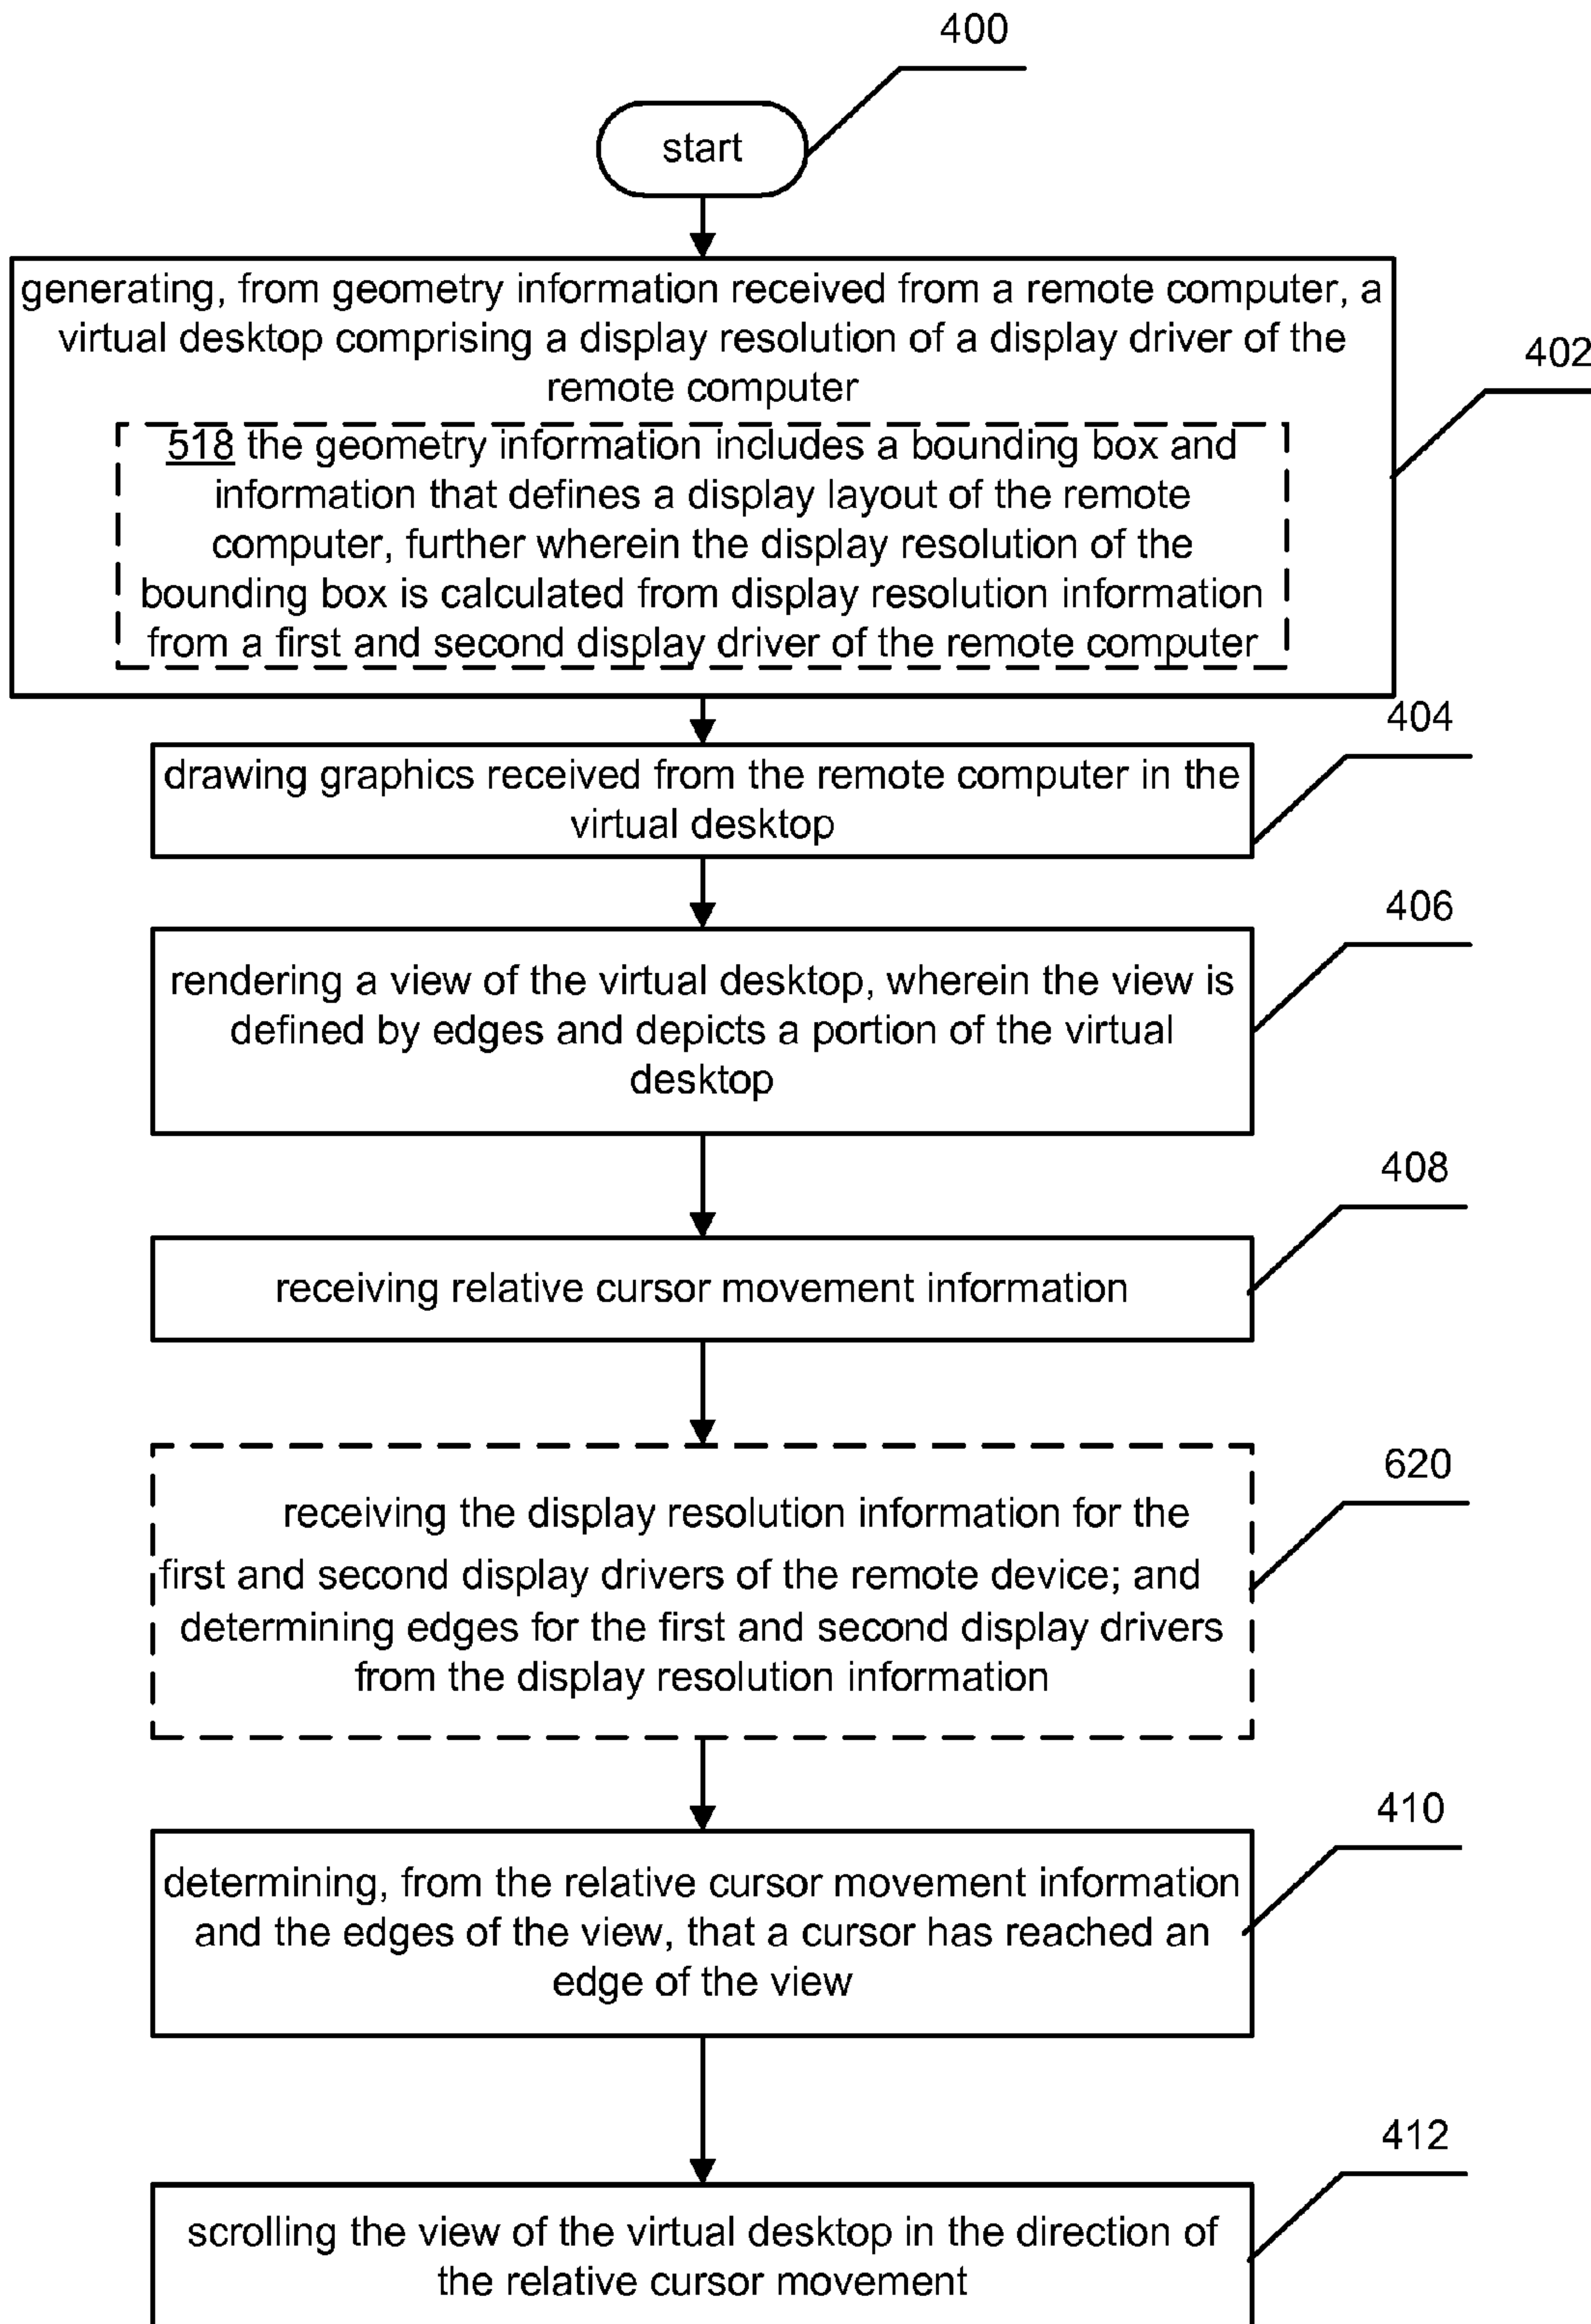 400
start
generating, from geometry information received from a remote computer, a
virtual desktop comprising a display resolution of a display driver of the
remote computer
402
518 the geometry information includes a bounding box and
information that defines a display layout of the remote
computer, further wherein the display resolution of the
bounding box is calculated from display resolution information
from a first and second display driver of the remote computer
404
drawing graphics received from the remote computer in the
virtual desktop
406
rendering a view of the virtual desktop, wherein the view is
defined by edges and depicts a portion of the virtual
desktop
408
receiving relative cursor movement information
620
receiving the display resolution information for the
first and second display drivers of the remote device; and
determining edges for the first and second display drivers
from the display resolution information
410
determining, from the relative cursor movement information
and the edges of the view, that a cursor has reached an
edge of the view
412
scrolling the view of the virtual desktop in the direction of
the relative cursor movement